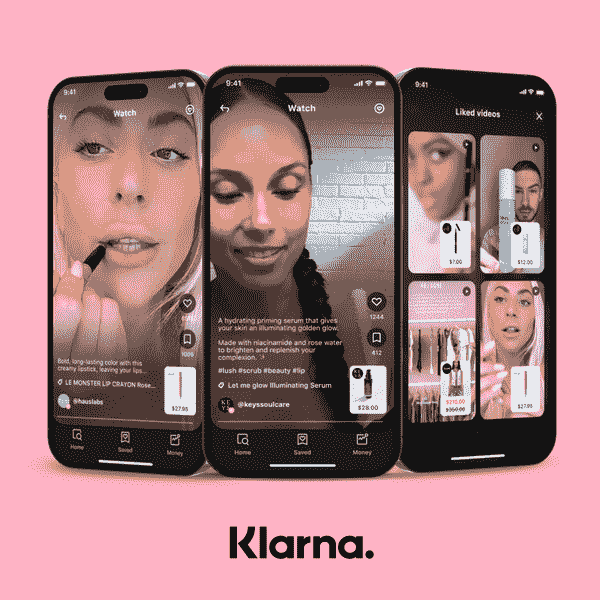 9:41
Watch
Bold, long-lasting color with this
creamy lipstick, leaving your lips...
LE MONSTER LIP CRAYON Rose...
@hauslabs
$27.95
Home
Saved
Money
9:41
Watch
1244
412
A hydrating priming serum that gives
your skin an illuminating golden glow.
Made with niacinamide and rose water
to brighten and replenish your
complexion.
#lush #scrub #beauty #lip
Let me glow Illuminating Serum
@keyssoulcare
$28.00
Home
Saved
Money
9:41
Liked videos
$7.00
$12.00
$210.00
$350.00
$27.95
Klarna.